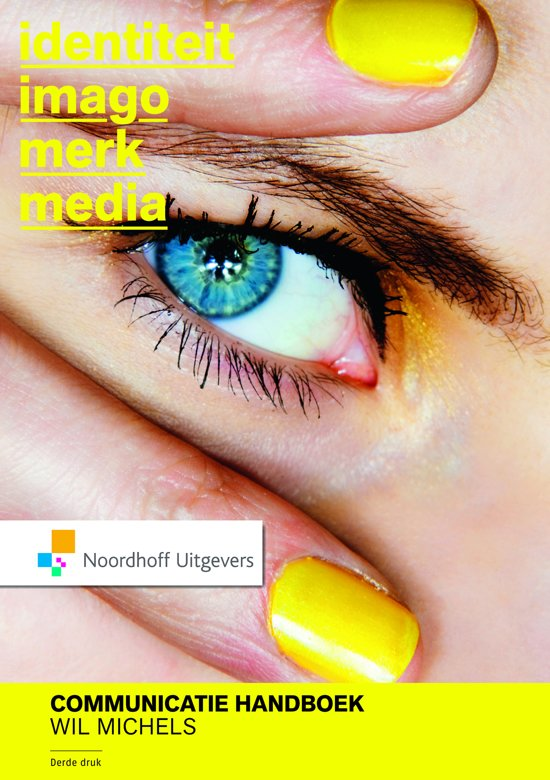 identiteit
imago
merk
media
Noordhoff Uitgevers
COMMUNICATIE HANDBOEK
WIL MICHELS
Derde druk